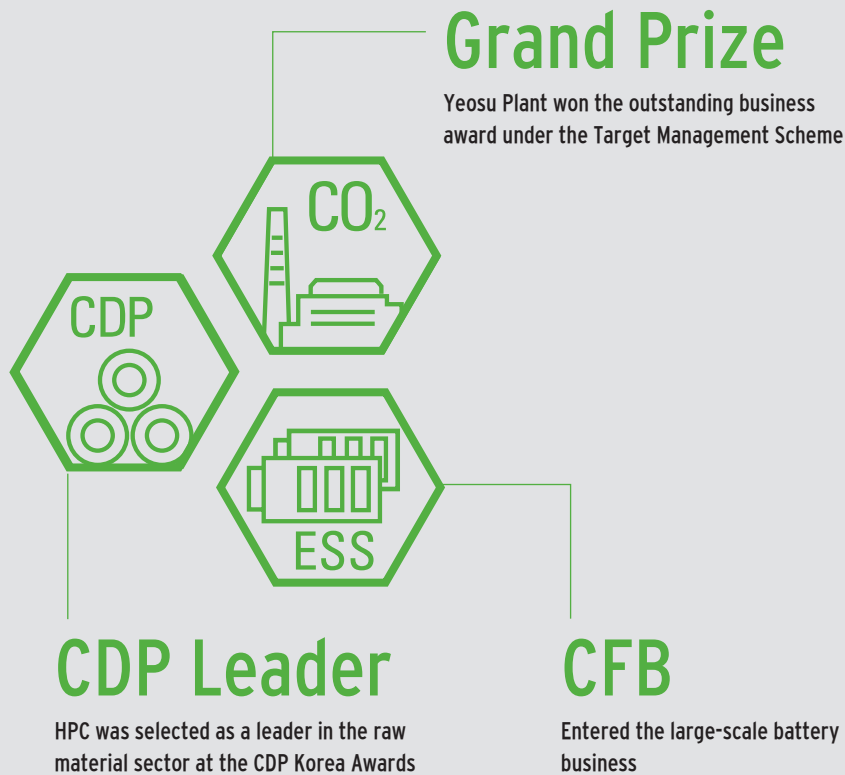 Grand Prize
Yeosu Plant won the outstanding business
award under the Target Management Scheme
CO₂
CDP
ESS
CDP Leader
HPC was selected as a leader in the raw
material sector at the CDP Korea Awards
CFB
Entered the large-scale battery
business